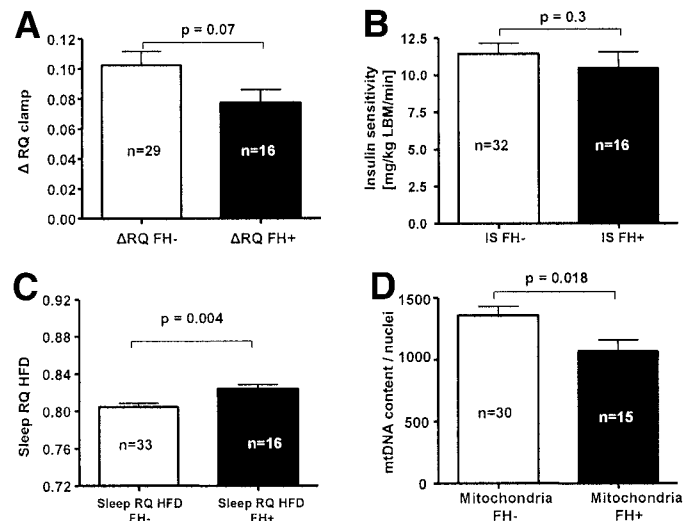 A
p = 0.07
Δ RQ clamp
0.10
0.08
0.06
0.04
0.02
0.00
n=29
n=16
ΔRQ FH-
ΔRQ FH+
B
p = 0.3
Insulin sensitivity
[mg/kg LBM/min]
12.5
10.0
7.5
5.0
2.5
0.0
n=32
n=16
IS FH-
IS FH+
C
p = 0.004
Sleep RQ HFD
0.92
0.88
0.84
0.80
0.76
0.72
n=33
n=16
Sleep RQ HFD
FH-
Sleep RQ HFD
FH+
D
p = 0.018
mtDNA content / nuclei
1500
1000
500
0
n=30
n=15
Mitochondria
FH-
Mitochondria
FH+